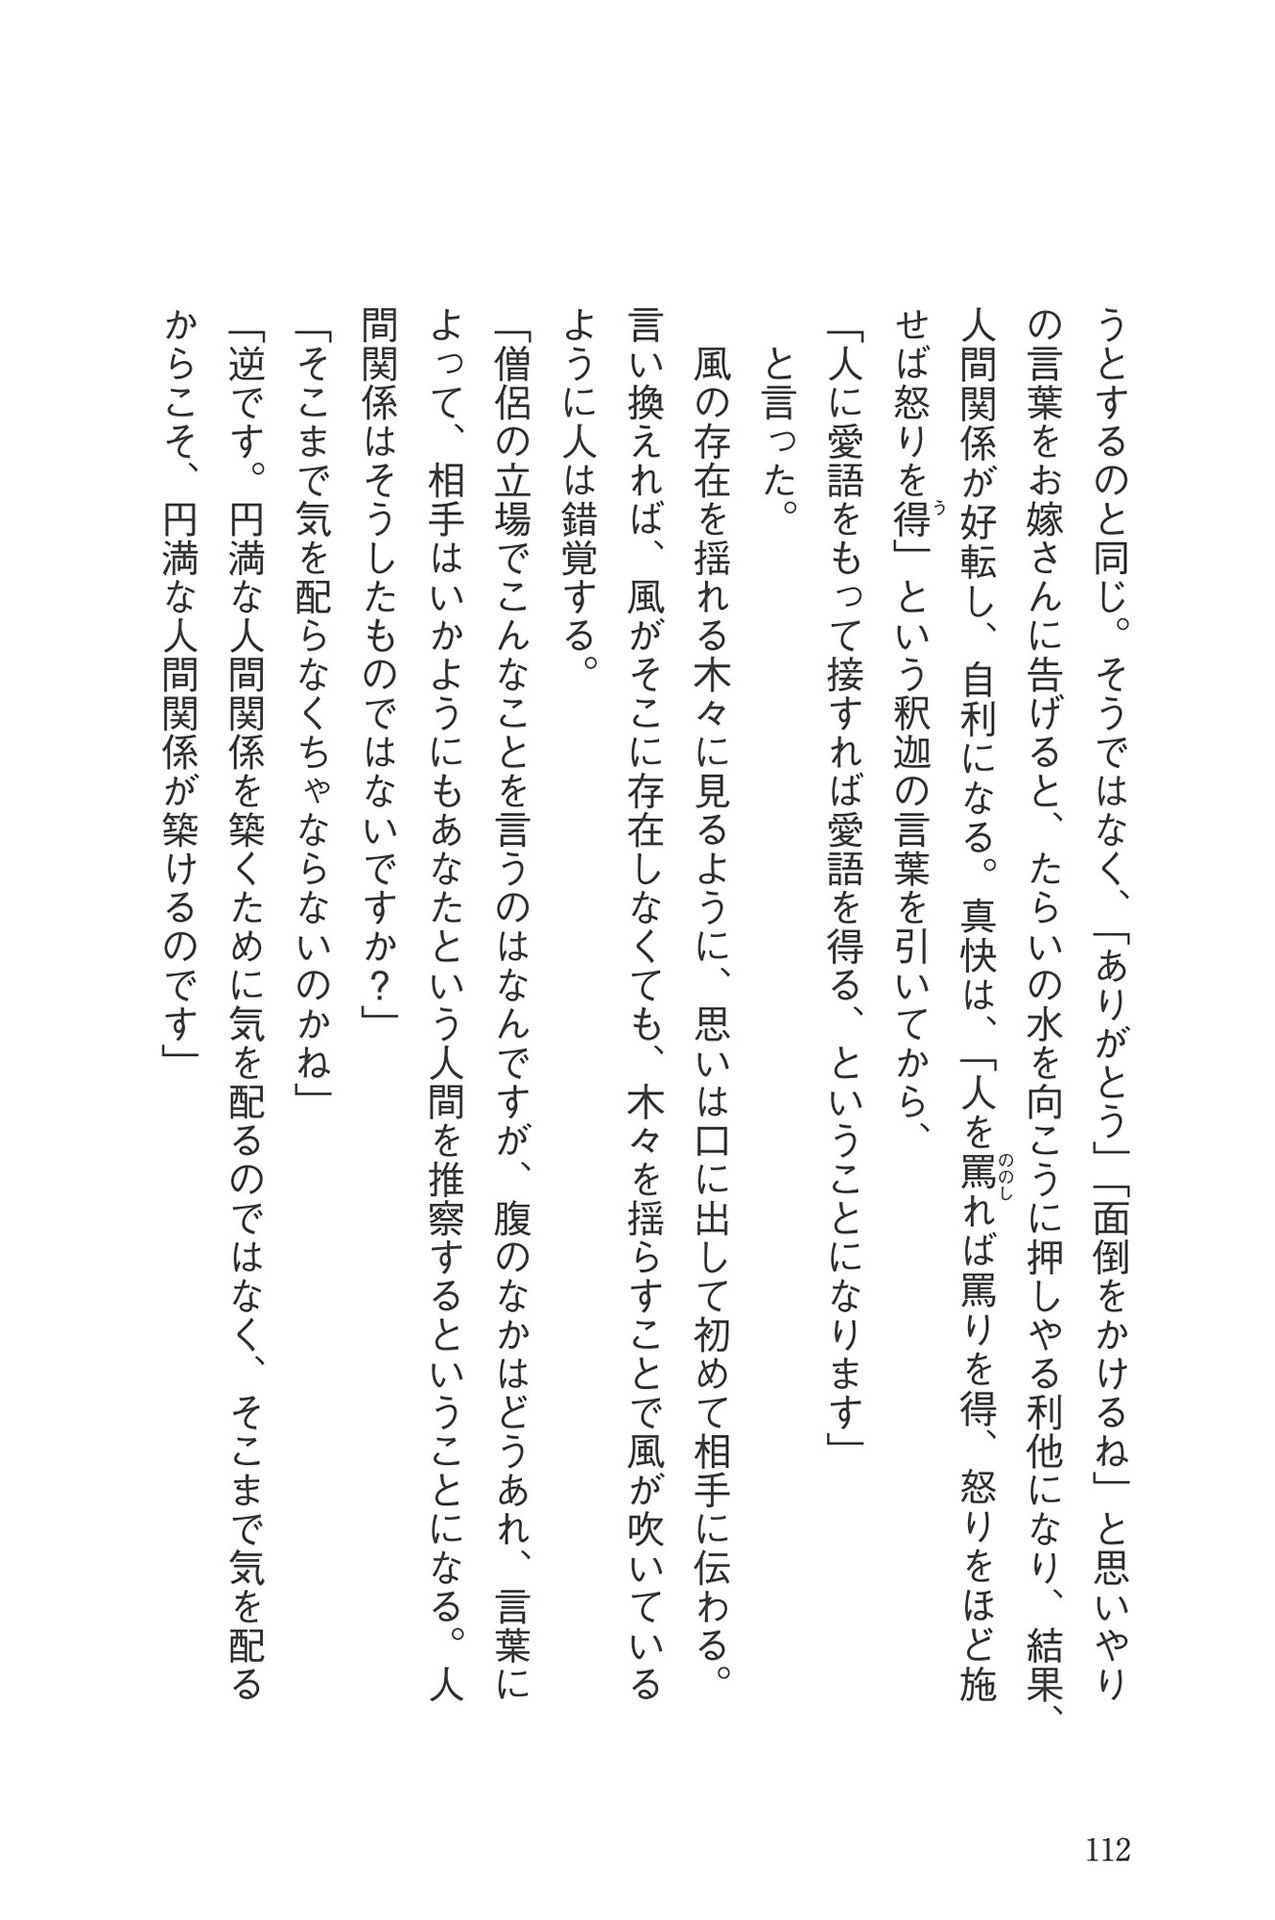 うとするのと同じ。そうではなく、「ありがとう」「面倒をかけるね」と思いやり
の言葉をお嫁さんに告げると、たらいの水を向こうに押しやる利他になり、結果、
人間関係が好転し、自利になる。真快は、「人を罵れば罵りを得、怒りをほど施
せば怒りを得」という釈迦の言葉を引いてから、
「人に愛語をもって接すれば愛語を得る、ということになります」
と言った。
風の存在を揺れる木々に見るように、思いは口に出して初めて相手に伝わる。
言い換えれば、風がそこに存在しなくても、木々を揺らすことで風が吹いている
ように人は錯覚する。
「僧侶の立場でこんなことを言うのはなんですが、腹のなかはどうあれ、言葉に
よって、相手はいかようにもあなたという人間を推察するということになる。人
間関係はそうしたものではないですか?」
「そこまで気を配らなくちゃならないのかね」
「逆です。円満な人間関係を築くために気を配るのではなく、そこまで気を配る
からこそ、円満な人間関係が築けるのです」
ののし
う
112